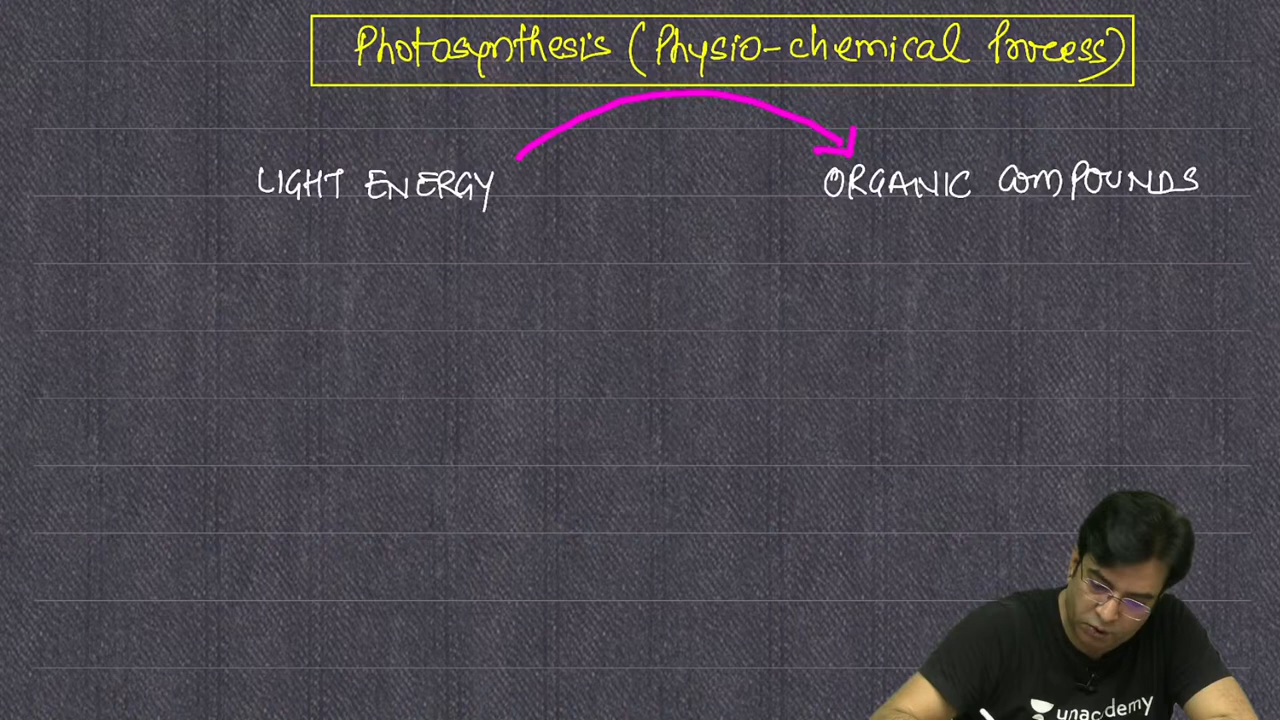 Photosynthesis (Physio-chemical Process)
LIGHT ENERGY
ORGANIC COMPOUNDS
unacademy